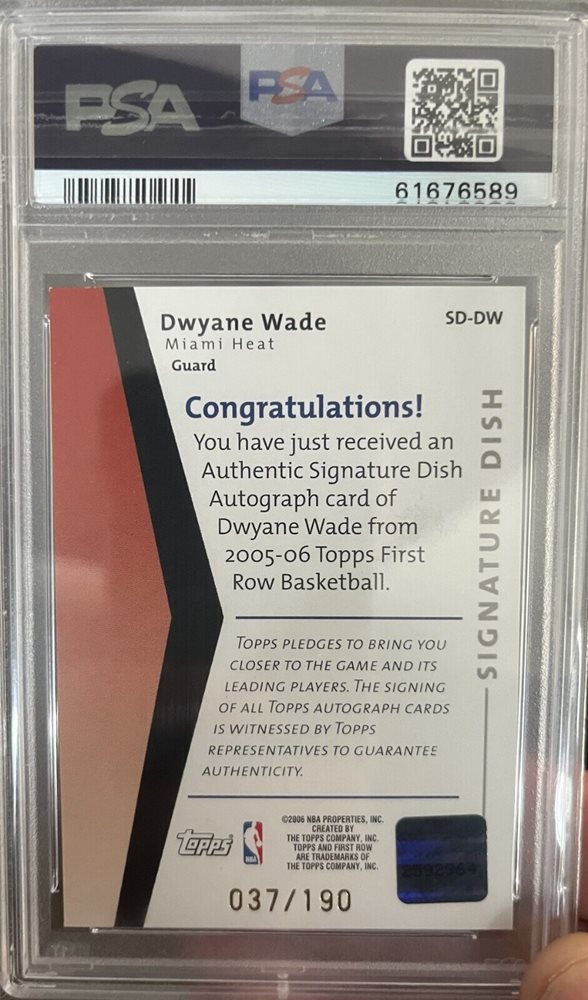 PSA
PSA
61676589
Dwyane Wade
SD-DW
Miami Heat
Guard
Congratulations!
You have just received an
Authentic Signature Dish
Autograph card of
Dwyane Wade from
2005-06 Topps First
Row Basketball.
SIGNATURE DISH
TOPPS PLEDGES TO BRING YOU
CLOSER TO THE GAME AND ITS
LEADING PLAYERS. THE SIGNING
OF ALL TOPPS AUTOGRAPH CARDS
IS WITNESSED BY TOPPS
REPRESENTATIVES TO GUARANTEE
AUTHENTICITY.
Topps
NBA
©2006 NBA PROPERTIES, INC.
CREATED BY
THE TOPPS COMPANY, INC.
TOPPS AND FIRST ROW
ARE TRADEMARKS OF
THE TOPPS COMPANY, INC.
037/190